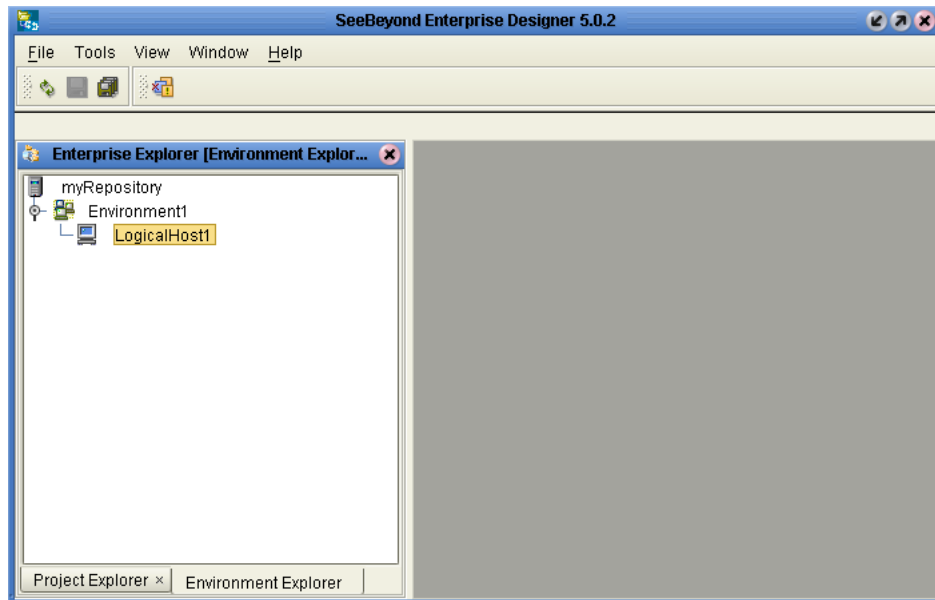 SeeBeyond Enterprise Designer 5.0.2
File Tools View Window Help
Enterprise Explorer [Environment Explor...
myRepository
Environment1
LogicalHost1
Project Explorer × Environment Explorer